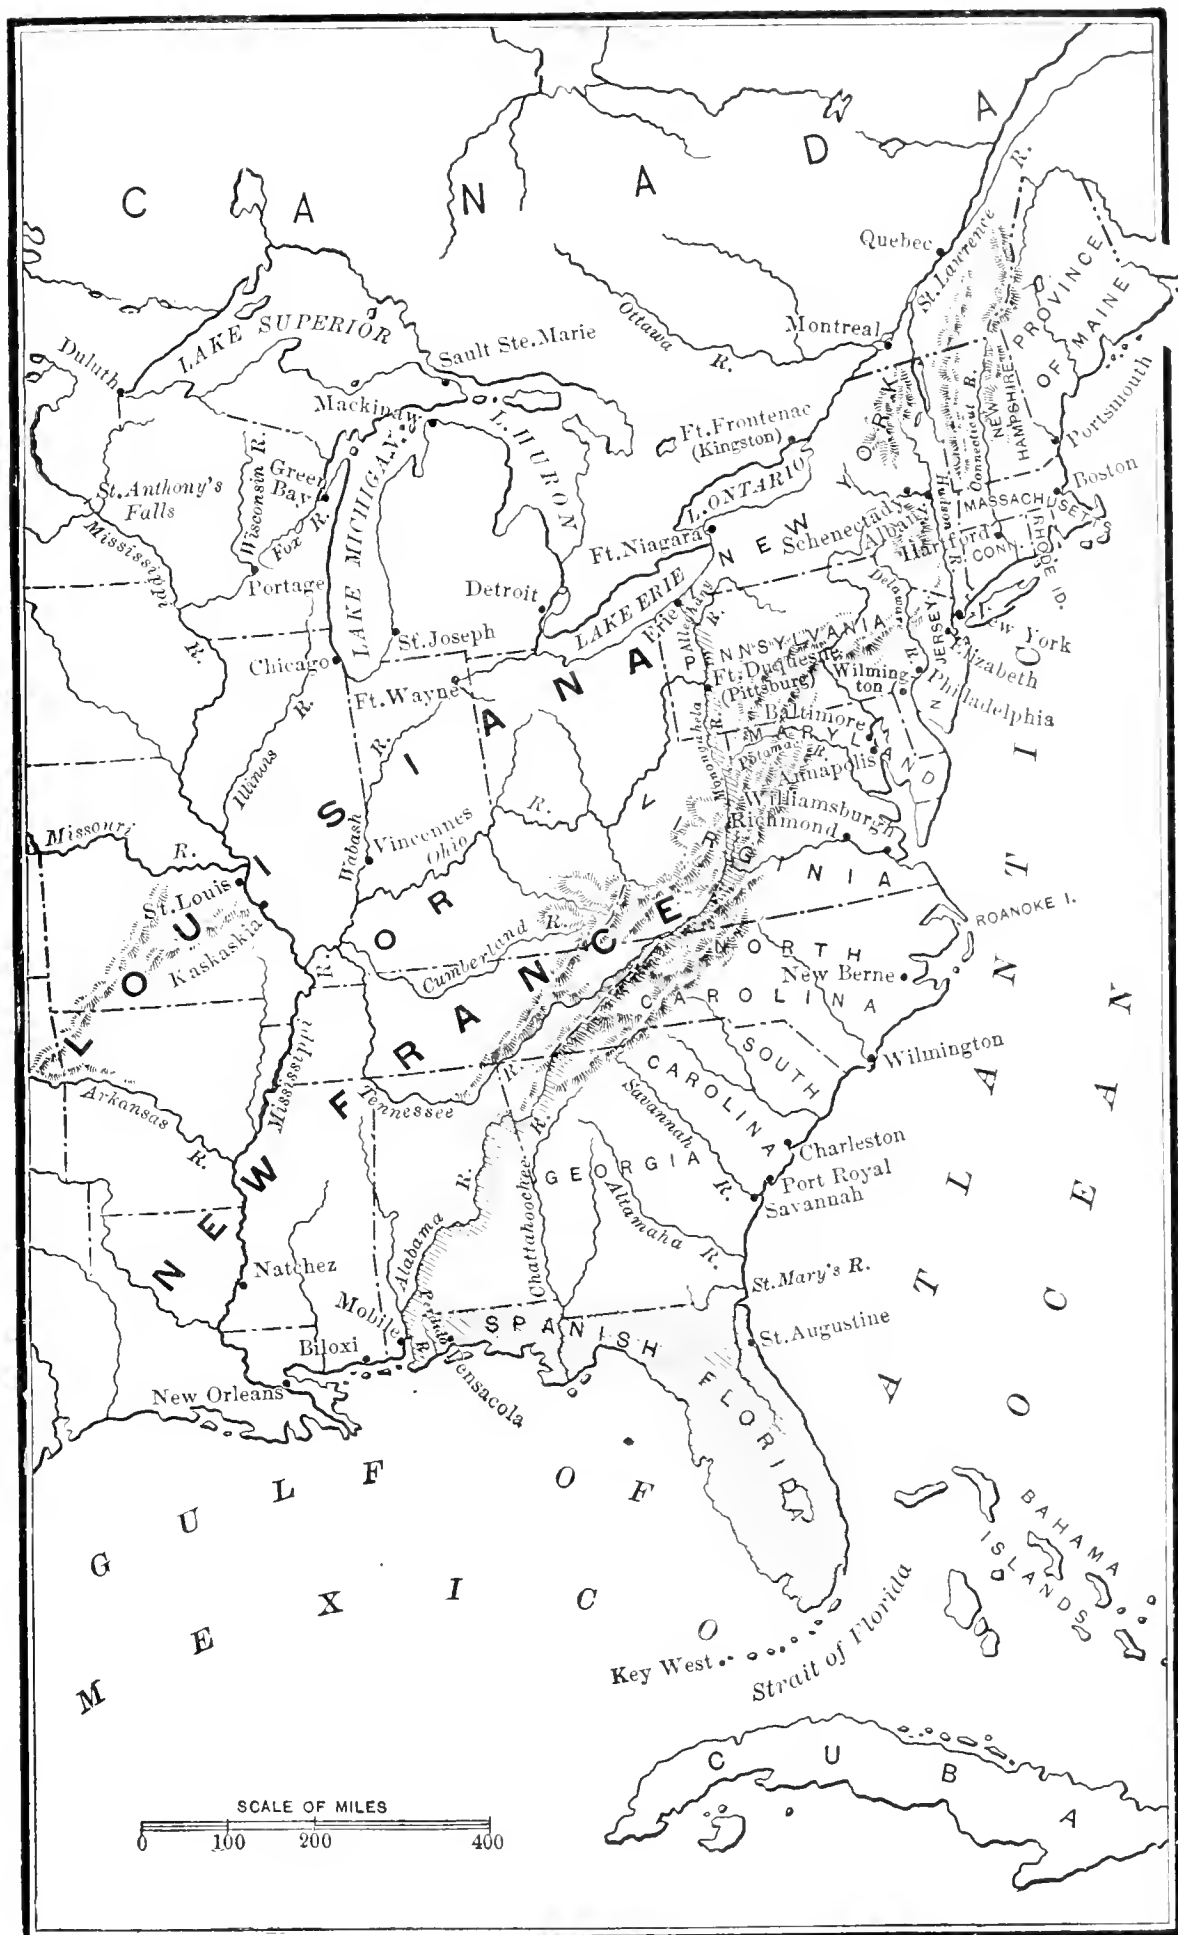 CANADA
Quebec
St. Lawrence R.
PROVINCE OF MAINE
Ottawa R.
Montreal
LAKE SUPERIOR
Duluth
Sault Ste. Marie
Mackinaw
L. HURON
Ft. Frontenac
(Kingston)
NEW YORK
Connecticut R.
NEW HAMPSHIRE
Portsmouth
Green Bay
Wisconsin R.
LAKE MICHIGAN
St. Anthony's Falls
Mississippi R.
Fox R.
Portage
L. ONTARIO
Ft. Niagara
Schenectady
Albany
Hudson R.
MASSACHUSETTS
Boston
Hartford
CONN.
RHODE ID.
Detroit
LAKE ERIE
Erie
Alleghany R.
Delaware R.
New York
Elizabeth
N. JERSEY
St. Joseph
Chicago
Ft. Wayne
PENNSYLVANIA
Ft. Duquesne
(Pittsburg)
Wilmington
Philadelphia
Monongahela R.
Baltimore
MARYLAND
Potomac R.
Annapolis
Illinois R.
Wabash R.
Vincennes
Ohio R.
VIRGINIA
Williamsburgh
Richmond
Missouri R.
St. Louis
Kaskaskia
LOUISIANA
OR
NEW FRANCE
Cumberland R.
ROANOKE I.
NORTH CAROLINA
New Berne
Mississippi R.
Tennessee R.
Arkansas R.
SOUTH CAROLINA
Wilmington
Savannah R.
Charleston
Port Royal
Savannah
GEORGIA
Altamaha R.
Chattahoochee R.
Alabama R.
St. Mary's R.
Natchez
Mobile
Perdido R.
Biloxi
New Orleans
Pensacola
SPANISH FLORIDA
St. Augustine
ATLANTIC OCEAN
GULF OF MEXICO
BAHAMA ISLANDS
Key West
Strait of Florida
CUBA
SCALE OF MILES
0 100 200 400